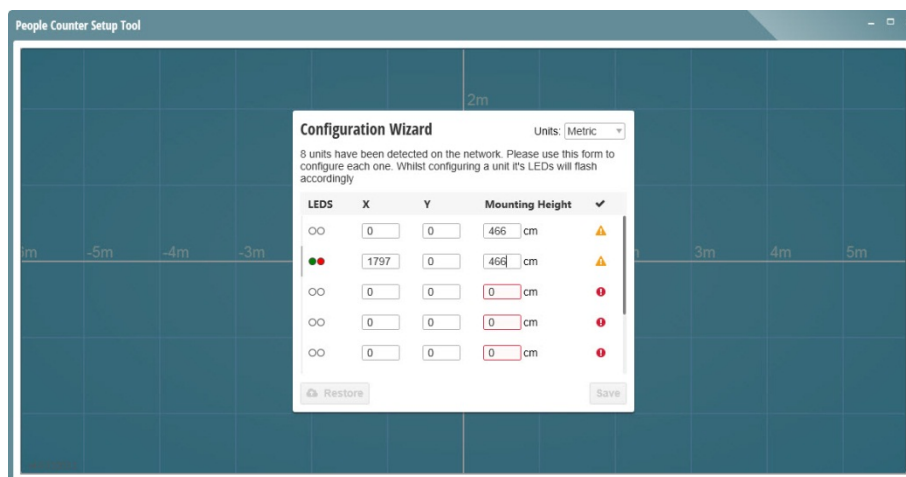 People Counter Setup Tool
2m
Configuration Wizard
Units: Metric
8 units have been detected on the network. Please use this form to
configure each one. Whilst configuring a unit it's LEDs will flash
accordingly
LEDS X Y Mounting Height
0 0 466 cm
-5m -4m -3m 3m 4m 5m
1797 0 466 cm
0 0 0 cm
0 0 0 cm
0 0 0 cm
Restore Save